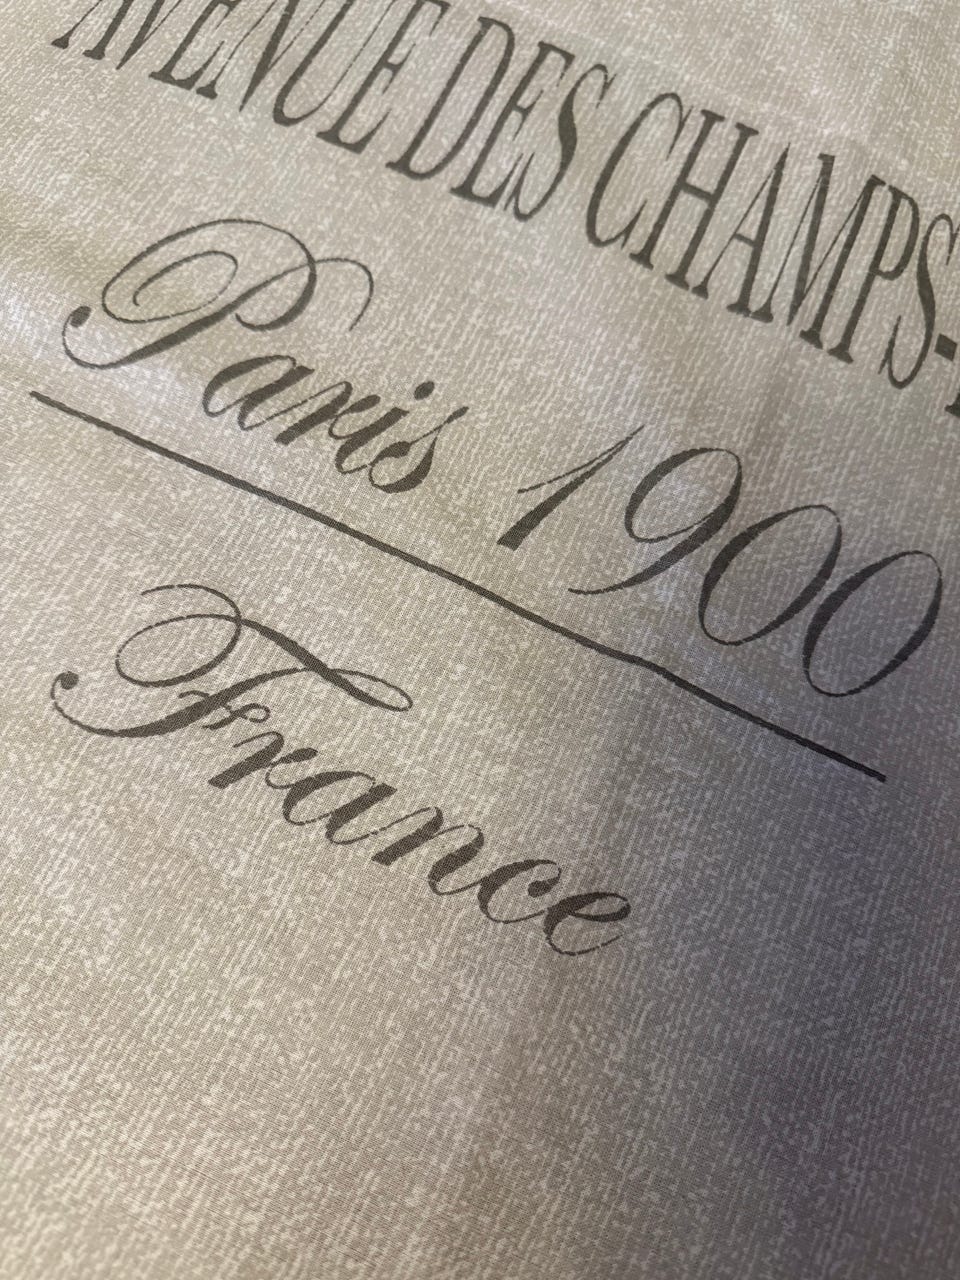 AVENUE DES CHAMPS-
Paris 1900
France